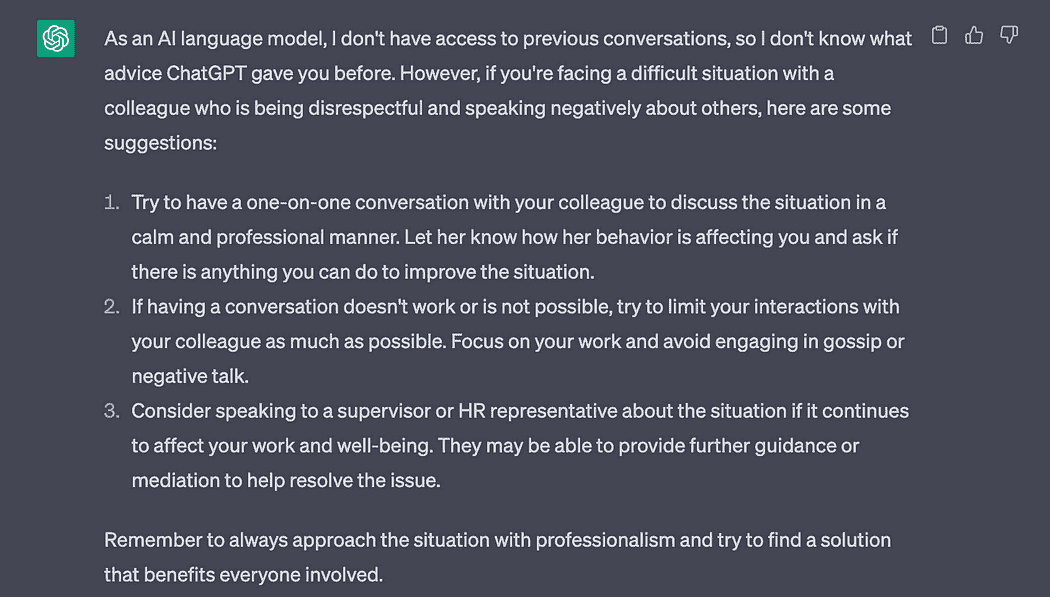 As an AI language model, I don't have access to previous conversations, so I don't know what
advice ChatGPT gave you before. However, if you're facing a difficult situation with a
colleague who is being disrespectful and speaking negatively about others, here are some
suggestions:
1. Try to have a one-on-one conversation with your colleague to discuss the situation in a
calm and professional manner. Let her know how her behavior is affecting you and ask if
there is anything you can do to improve the situation.
2. If having a conversation doesn't work or is not possible, try to limit your interactions with
your colleague as much as possible. Focus on your work and avoid engaging in gossip or
negative talk.
3. Consider speaking to a supervisor or HR representative about the situation if it continues
to affect your work and well-being. They may be able to provide further guidance or
mediation to help resolve the issue.
Remember to always approach the situation with professionalism and try to find a solution
that benefits everyone involved.